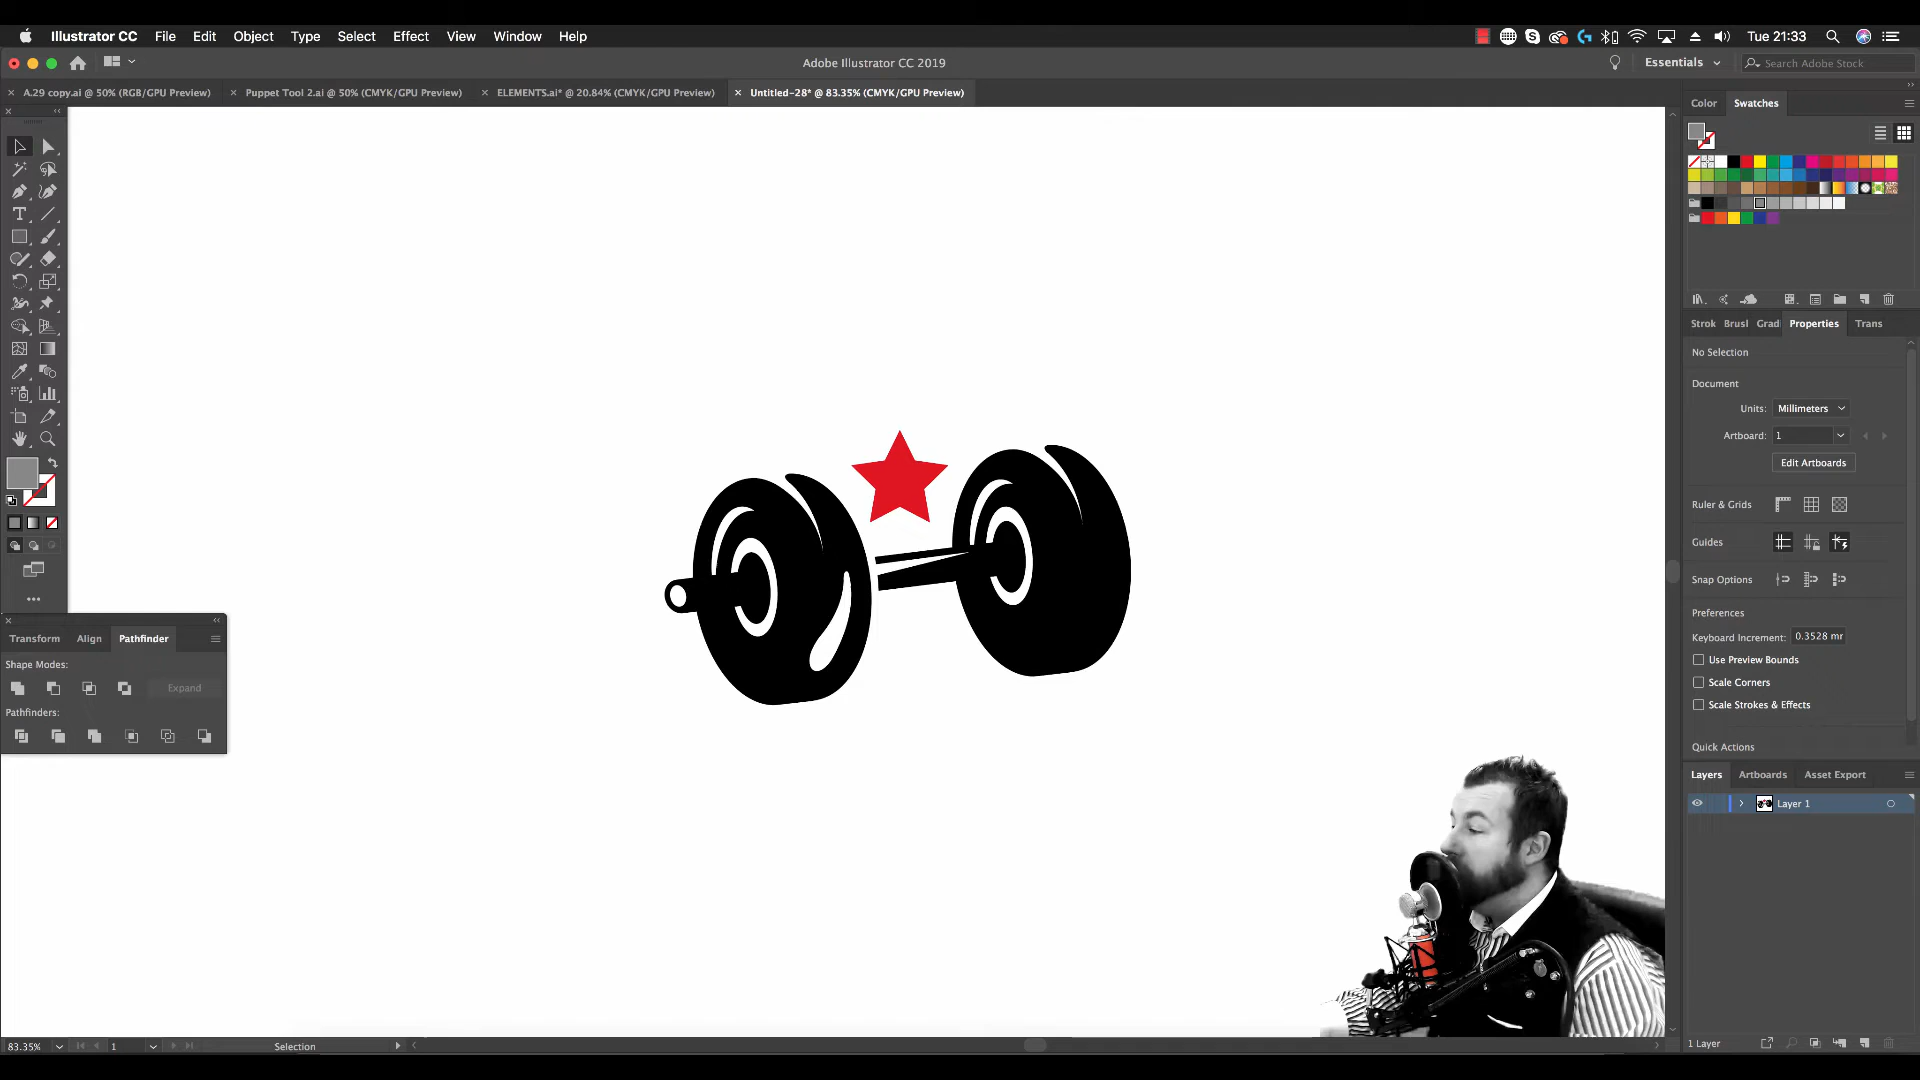 Illustrator CC File Edit Object Type Select Effect View Window Help
Tue 21:33
Adobe Illustrator CC 2019
Essentials
Search Adobe Stock
A.29 copy.ai @ 50% (RGB/GPU Preview)
Puppet Tool 2.ai @ 50% (CMYK/GPU Preview)
ELEMENTS.ai* @ 20.84% (CMYK/GPU Preview)
Untitled-28* @ 83.35% (CMYK/GPU Preview)
Color Swatches
Strok Brusl Gradi Properties Trans
No Selection
Document
Units: Millimeters
Artboard: 1
Edit Artboards
Ruler & Grids
Guides
Snap Options
Preferences
Keyboard Increment: 0.3528 mr
Use Preview Bounds
Scale Corners
Scale Strokes & Effects
Quick Actions
Layers Artboards Asset Export
Layer 1
1 Layer
Transform Align Pathfinder
Shape Modes:
Expand
Pathfinders:
83.35% 1 Selection